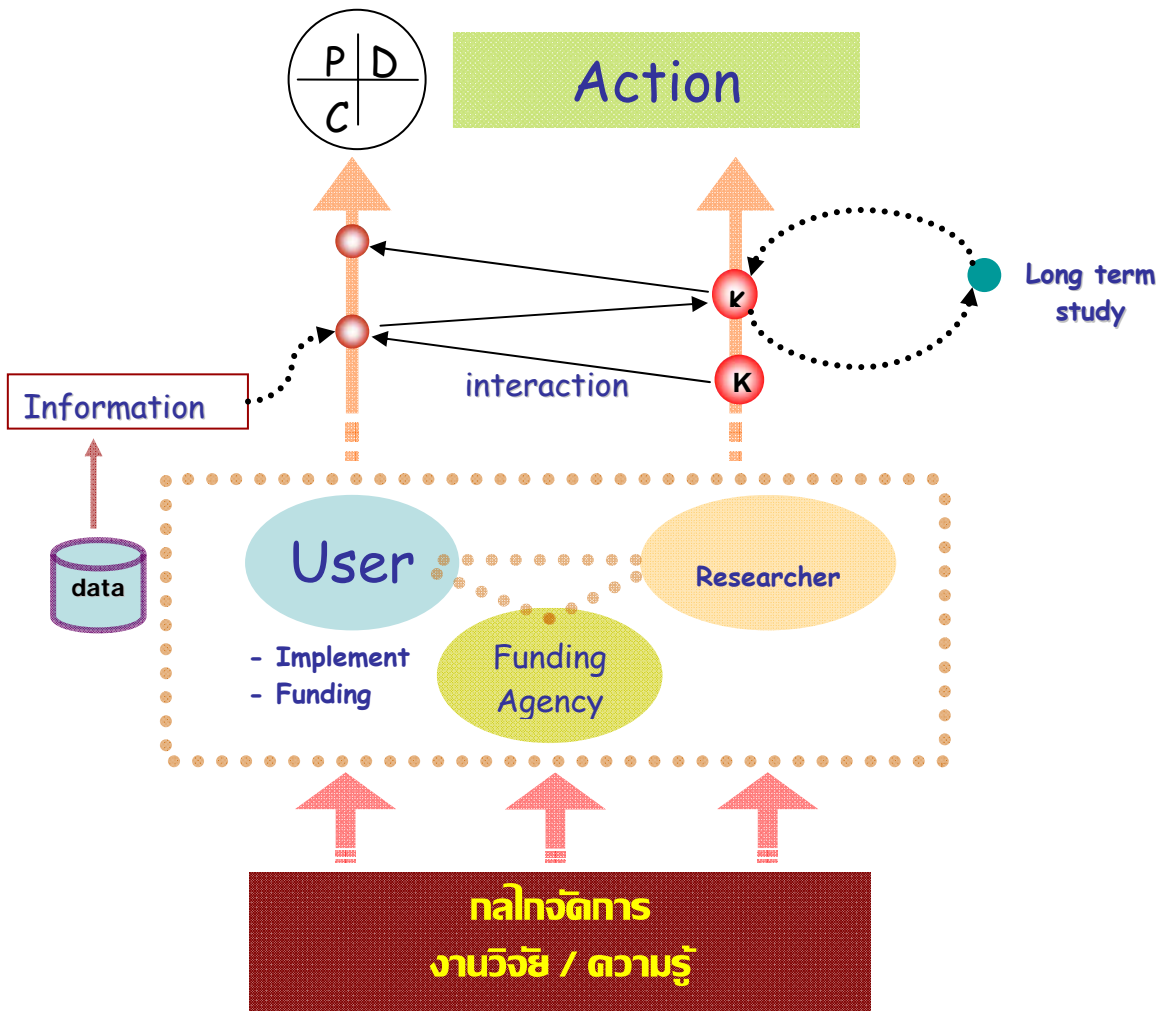 P D
C
Action
K
Long term
study
K
interaction
Information
data
User
Researcher
- Implement
- Funding
Funding
Agency
กลไกจัดการ
งานวิจัย / ความรู้